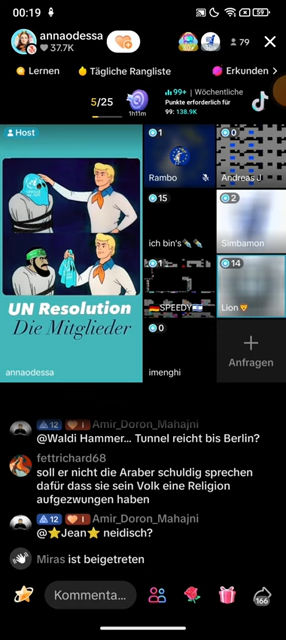 00:19
59
annaodessa
37.7K
79
Lernen
Tägliche Rangliste
Erkunden
5/25
1h11m
99+ | Wöchentliche
Punkte erforderlich für
99: 138.9K
Host
1
Rambo
0
Andreas J
15
ich bin's
2
Simbamon
1
SPEEDY
14
Lion
0
imenghi
Anfragen
UN Resolution
Die Mitglieder
annaodessa
12 1 Amir_Doron_Mahajni
@Waldi Hammer... Tunnel reicht bis Berlin?
fettrichard68
soll er nicht die Araber schuldig sprechen
dafür dass sie sein Volk eine Religion
aufgezwungen haben
12 1 Amir_Doron_Mahajni
@⭐Jean⭐ neidisch?
Miras ist beigetreten
Kommenta...
166